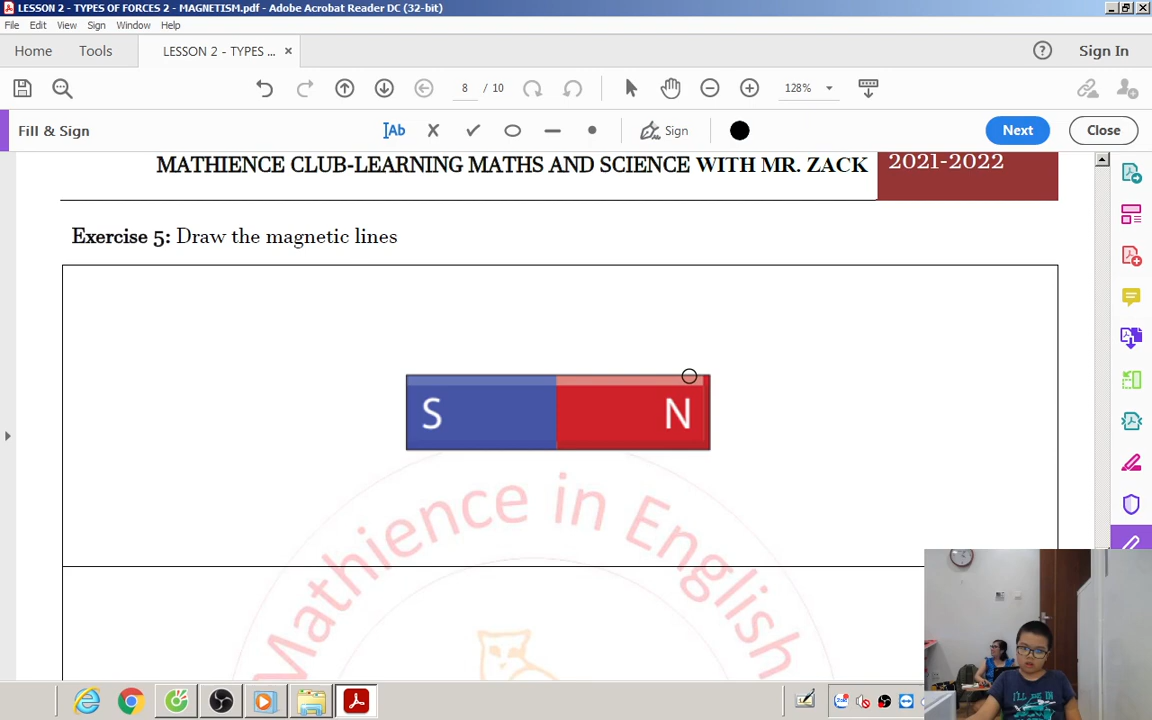 LESSON 2 - TYPES OF FORCES 2 - MAGNETISM.pdf - Adobe Acrobat Reader DC (32-bit)
File Edit View Sign Window Help
Home Tools LESSON 2 - TYPES ... × Sign In
8 / 10 128%
Fill & Sign Ab Sign Next Close
MATHIENCE CLUB-LEARNING MATHS AND SCIENCE WITH MR. ZACK 2021-2022
Exercise 5: Draw the magnetic lines
S N
Mathience in English